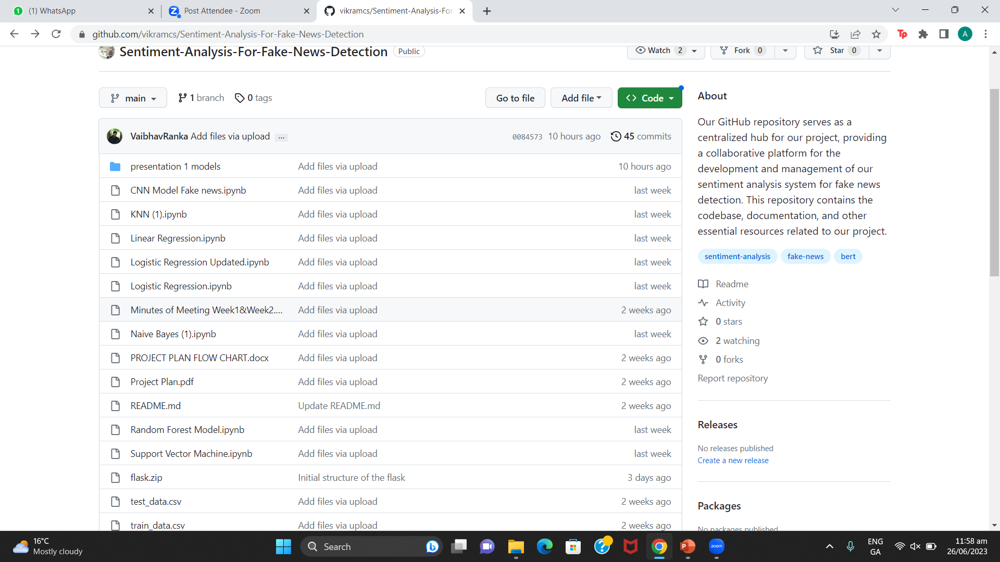 (1) WhatsApp
Post Attendee - Zoom
vikramcs/Sentiment-Analysis-For
github.com/vikramcs/Sentiment-Analysis-For-Fake-News-Detection
Tp
A
Sentiment-Analysis-For-Fake-News-Detection Public
Watch 2
Fork 0
Star 0
main
1 branch
0 tags
Go to file
Add file
<> Code
VaibhavRanka Add files via upload ... 0084573 10 hours ago 45 commits
presentation 1 models Add files via upload 10 hours ago
CNN Model Fake news.ipynb Add files via upload last week
KNN (1).ipynb Add files via upload last week
Linear Regression.ipynb Add files via upload last week
Logistic Regression Updated.ipynb Add files via upload last week
Logistic Regression.ipynb Add files via upload last week
Minutes of Meeting Week1&Week2.... Add files via upload 2 weeks ago
Naive Bayes (1).ipynb Add files via upload last week
PROJECT PLAN FLOW CHART.docx Add files via upload 2 weeks ago
Project Plan.pdf Add files via upload 2 weeks ago
README.md Update README.md 2 weeks ago
Random Forest Model.ipynb Add files via upload last week
Support Vector Machine.ipynb Add files via upload last week
flask.zip Initial structure of the flask 3 days ago
test_data.csv Add files via upload 2 weeks ago
train_data.csv Add files via upload 2 weeks ago
About
Our GitHub repository serves as a
centralized hub for our project, providing
a collaborative platform for the
development and management of our
sentiment analysis system for fake news
detection. This repository contains the
codebase, documentation, and other
essential resources related to our project.
sentiment-analysis fake-news bert
Readme
Activity
0 stars
2 watching
0 forks
Report repository
Releases
No releases published
Create a new release
Packages
No packages published
16°C
Mostly cloudy
Search
zoom
ENG
GA
11:58 am
26/06/2023